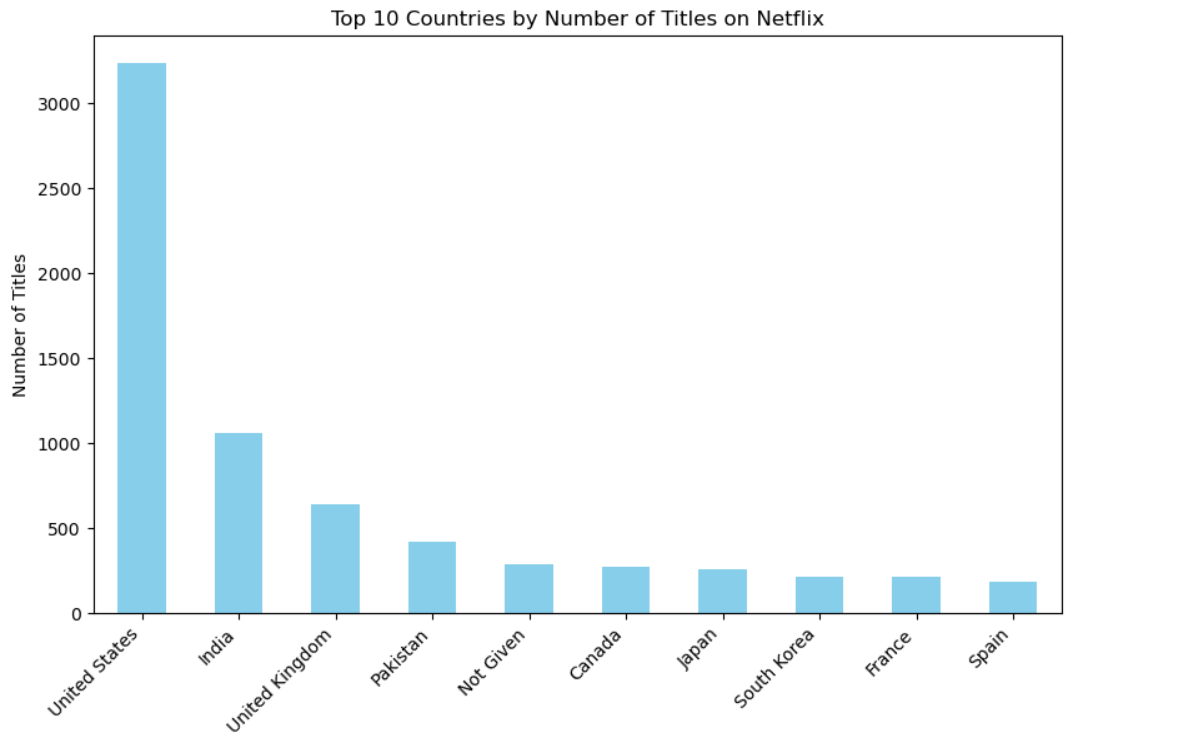 Top 10 Countries by Number of Titles on Netflix
Number of Titles
3000
2500
2000
1500
1000
500
0
United States
India
United Kingdom
Pakistan
Not Given
Canada
Japan
South Korea
France
Spain